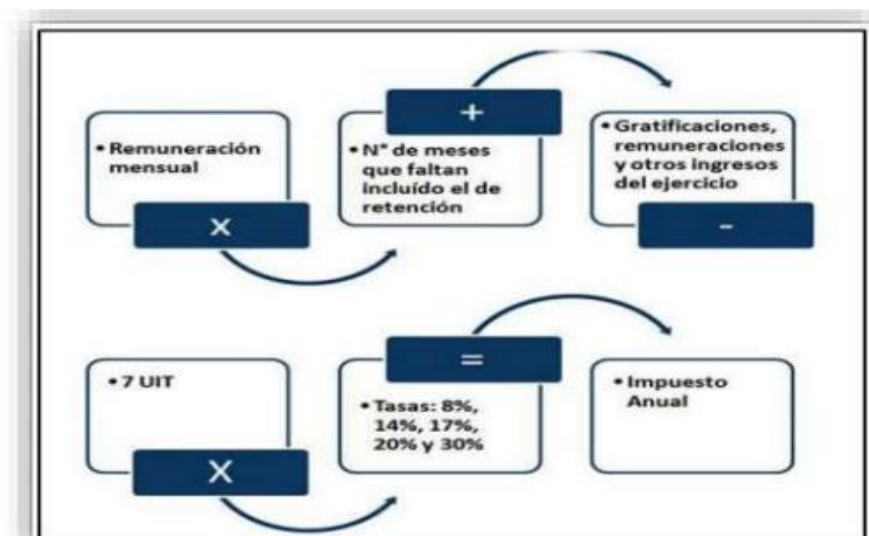 • Remuneración
mensual
x
+
• N° de meses
que faltan
incluído el de
retención
• Gratificaciones,
remuneraciones
y otros ingresos
del ejercicio
-
• 7 UIT
X
=
• Tasas: 8%,
14%, 17%,
20% y 30%
• Impuesto
Anual